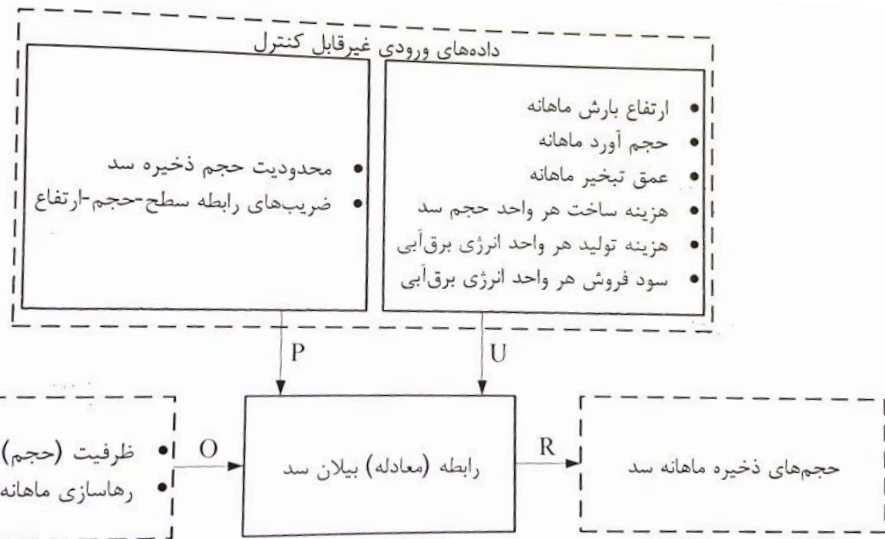 داده‌های ورودی غیرقابل کنترل
• ارتفاع بارش ماهانه
• حجم آورد ماهانه
• عمق تبخیر ماهانه
• هزینه ساخت هر واحد حجم سد
• هزینه تولید هر واحد انرژی برق‌آبی
• سود فروش هر واحد انرژی برق‌آبی
• محدودیت حجم ذخیره سد
• ضریب‌های رابطه سطح-حجم-ارتفاع
P
U
• ظرفیت (حجم)
• رهاسازی ماهانه
O
رابطه (معادله) بیلان سد
R
حجم‌های ذخیره ماهانه سد